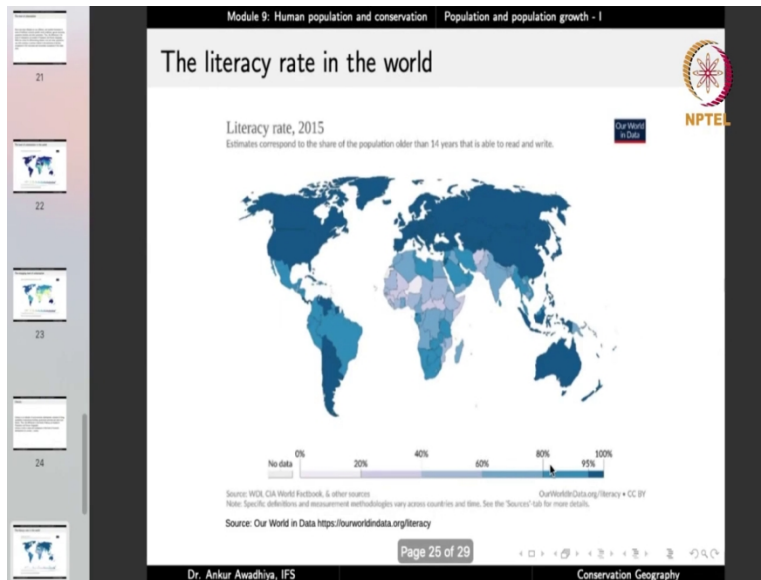 Module 9: Human population and conservation Population and population growth - I
The literacy rate in the world
NPTEL
Literacy rate, 2015
Estimates correspond to the share of the population older than 14 years that is able to read and write.
Our World
in Data
No data 0% 20% 40% 60% 80% 95% 100%
Source: WDI, CIA World Factbook, & other sources
OurWorldInData.org/literacy • CC BY
Note: Specific definitions and measurement methodologies vary across countries and time. See the 'Sources'-tab for more details.
Source: Our World in Data https://ourworldindata.org/literacy
Page 25 of 29
Dr. Ankur Awadhiya, IFS Conservation Geography
21
22
23
24